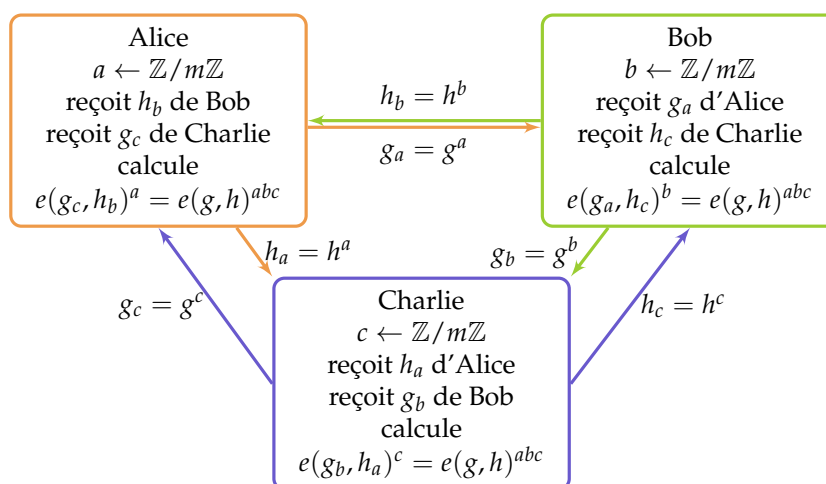 Alice
a ← ℤ/mℤ
reçoit h_b de Bob
reçoit g_c de Charlie
calcule
e(g_c, h_b)^a = e(g, h)^{abc}
h_b = h^b
g_a = g^a
Bob
b ← ℤ/mℤ
reçoit g_a d'Alice
reçoit h_c de Charlie
calcule
e(g_a, h_c)^b = e(g, h)^{abc}
h_a = h^a
g_b = g^b
g_c = g^c
h_c = h^c
Charlie
c ← ℤ/mℤ
reçoit h_a d'Alice
reçoit g_b de Bob
calcule
e(g_b, h_a)^c = e(g, h)^{abc}